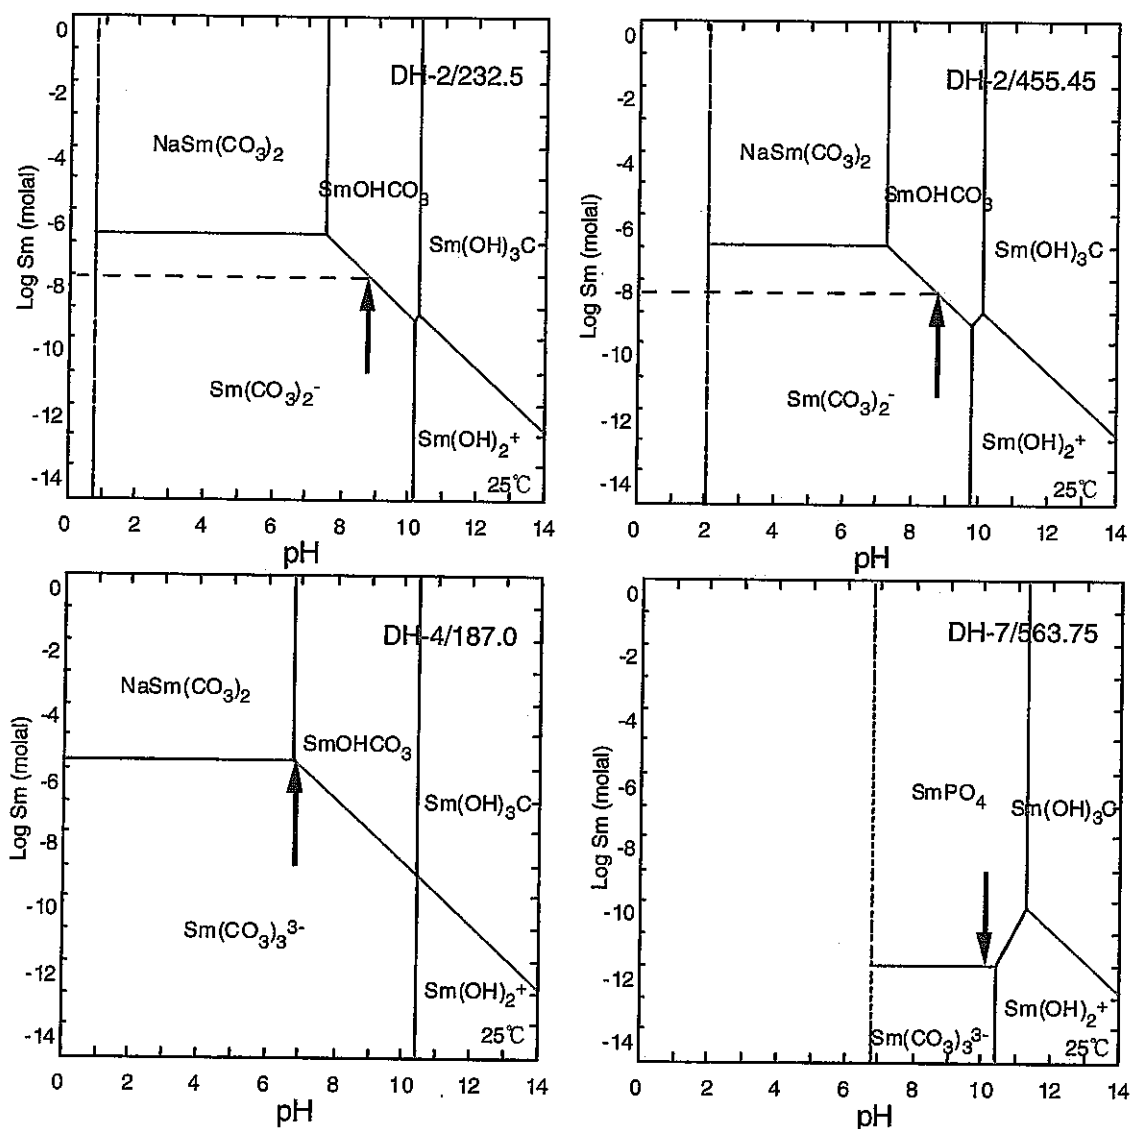 0
-2
-4
-6
-8
-10
-12
-14
Log Sm (molal)
DH-2/232.5
NaSm(CO3)2
SmOHCO3
Sm(OH)3C
Sm(CO3)2-
Sm(OH)2+
25℃
0 2 4 6 8 10 12 14
pH
0
-2
-4
-6
-8
-10
-12
-14
Log Sm (molal)
DH-2/455.45
NaSm(CO3)2
SmOHCO3
Sm(OH)3C
Sm(CO3)2-
Sm(OH)2+
25℃
0 2 4 6 8 10 12 14
pH
0
-2
-4
-6
-8
-10
-12
-14
Log Sm (molal)
DH-4/187.0
NaSm(CO3)2
SmOHCO3
Sm(OH)3C
Sm(CO3)3 3-
Sm(OH)2+
25℃
0 2 4 6 8 10 12 14
pH
0
-2
-4
-6
-8
-10
-12
-14
Log Sm (molal)
DH-7/563.75
SmPO4
Sm(OH)3C
Sm(OH)2+
Sm(CO3)3 3-
25℃
0 2 4 6 8 10 12 14
pH